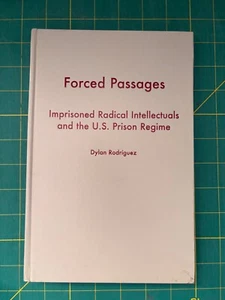 Forced Passages
Imprisoned Radical Intellectuals
and the U.S. Prison Regime
Dylan Rodríguez